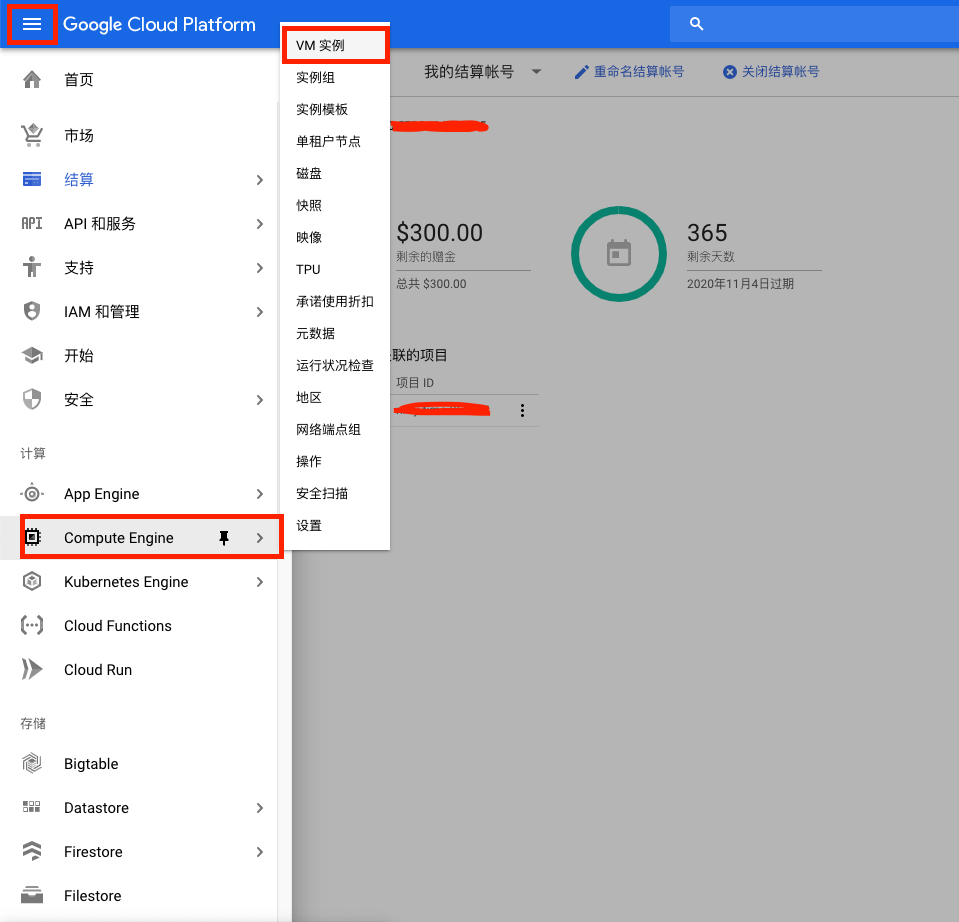 Google Cloud Platform
首页
市场
结算
API 和服务
支持
IAM 和管理
开始
安全
计算
App Engine
Compute Engine
Kubernetes Engine
Cloud Functions
Cloud Run
存储
Bigtable
Datastore
Firestore
Filestore
VM 实例
实例组
实例模板
单租户节点
磁盘
快照
映像
TPU
承诺使用折扣
元数据
运行状况检查
地区
网络端点组
操作
安全扫描
设置
我的结算帐号
重命名结算帐号
关闭结算帐号
$300.00
剩余的赠金
总共 $300.00
365
剩余天数
2020年11月4日过期
联的项目
项目 ID